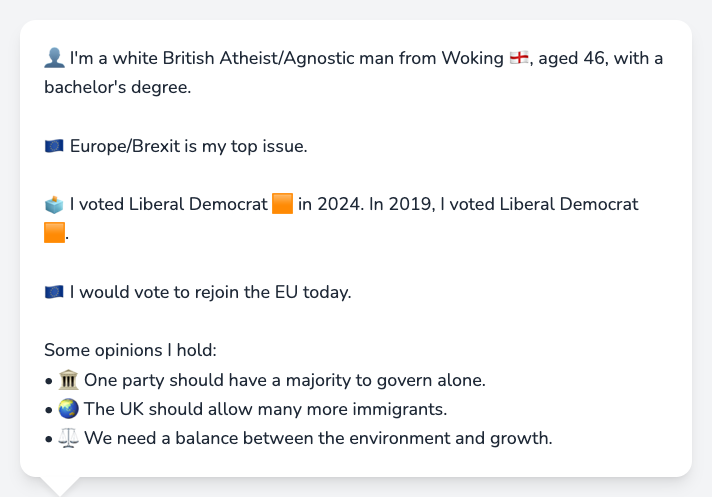 👤 I'm a white British Atheist/Agnostic man from Woking 🏴󠁧󠁢󠁥󠁮󠁧󠁿, aged 46, with a
bachelor's degree.
🇪🇺 Europe/Brexit is my top issue.
🗳️ I voted Liberal Democrat 🟧 in 2024. In 2019, I voted Liberal Democrat
🟧.
🇪🇺 I would vote to rejoin the EU today.
Some opinions I hold:
• 🏛️ One party should have a majority to govern alone.
• 🌏 The UK should allow many more immigrants.
• ⚖️ We need a balance between the environment and growth.